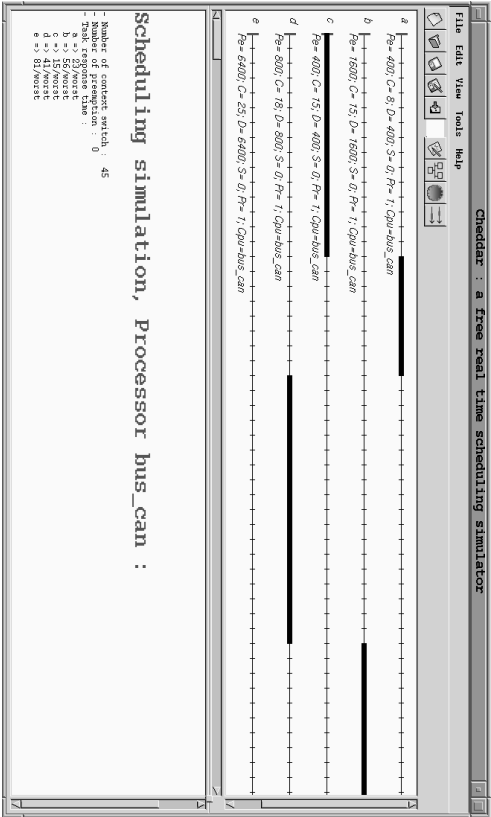 Cheddar : a free real time scheduling simulator
File Edit View Tools Help
a
Pe= 400; C= 8; D= 400; S= 0; Pr= 1; Cpu=bus_can
b
Pe= 1600; C= 15; D= 1600; S= 0; Pr= 1; Cpu=bus_can
c
Pe= 400; C= 15; D= 400; S= 0; Pr= 1; Cpu=bus_can
d
Pe= 800; C= 18; D= 800; S= 0; Pr= 1; Cpu=bus_can
e
Pe= 6400; C= 25; D= 6400; S= 0; Pr= 1; Cpu=bus_can
Scheduling simulation, Processor bus_can :
- Number of context switch : 45
- Number of preemption : 0
- Task response time :
a => 23/worst
b => 56/worst
c => 15/worst
d => 41/worst
e => 81/worst